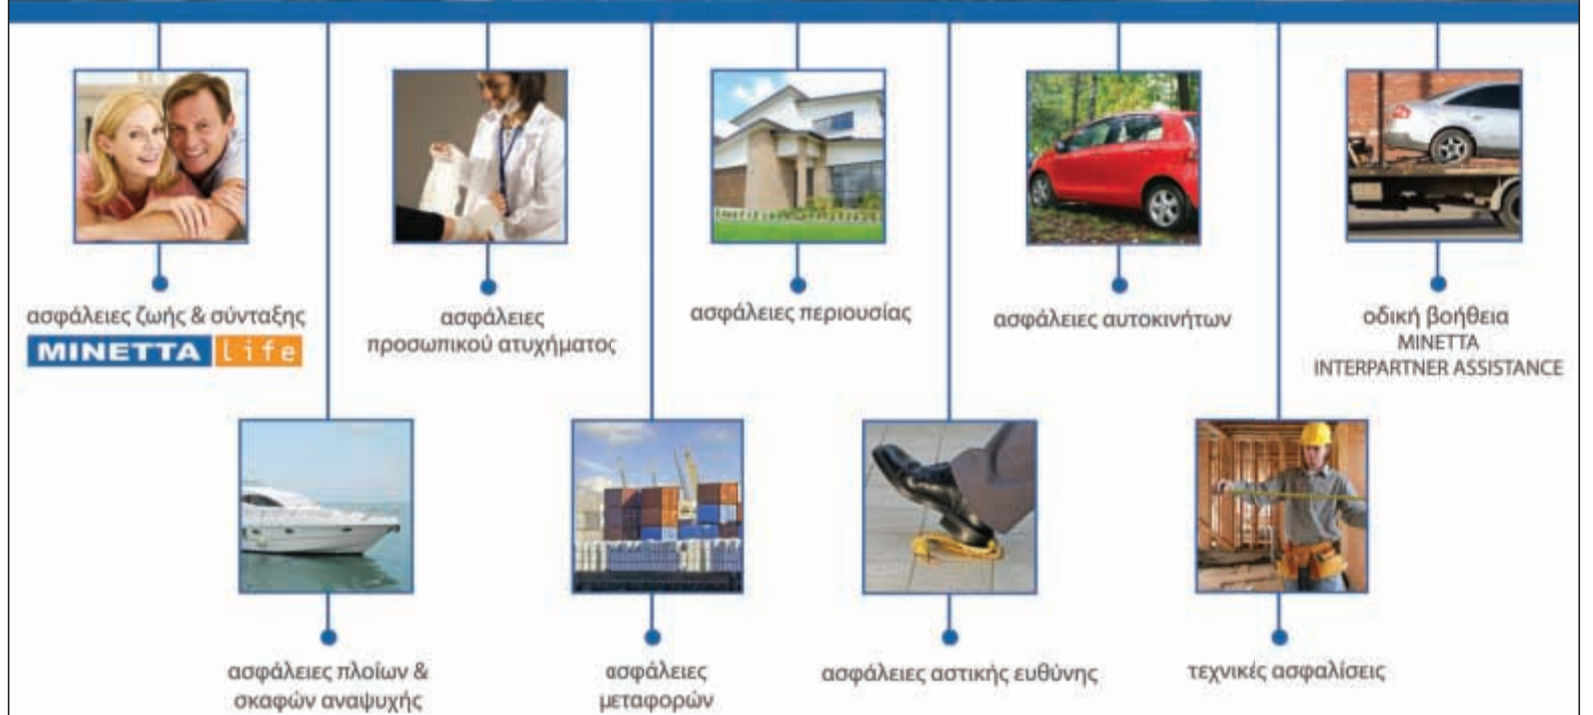 ασφάλειες ζωής & σύνταξης
MINETTA Life
ασφάλειες
προσωπικού ατυχήματος
ασφάλειες περιουσίας
ασφάλειες αυτοκινήτων
οδική βοήθεια
MINETTA
INTERPARTNER ASSISTANCE
ασφάλειες πλοίων &
σκαφών αναψυχής
ασφάλειες
μεταφορών
ασφάλειες αστικής ευθύνης
τεχνικές ασφαλίσεις